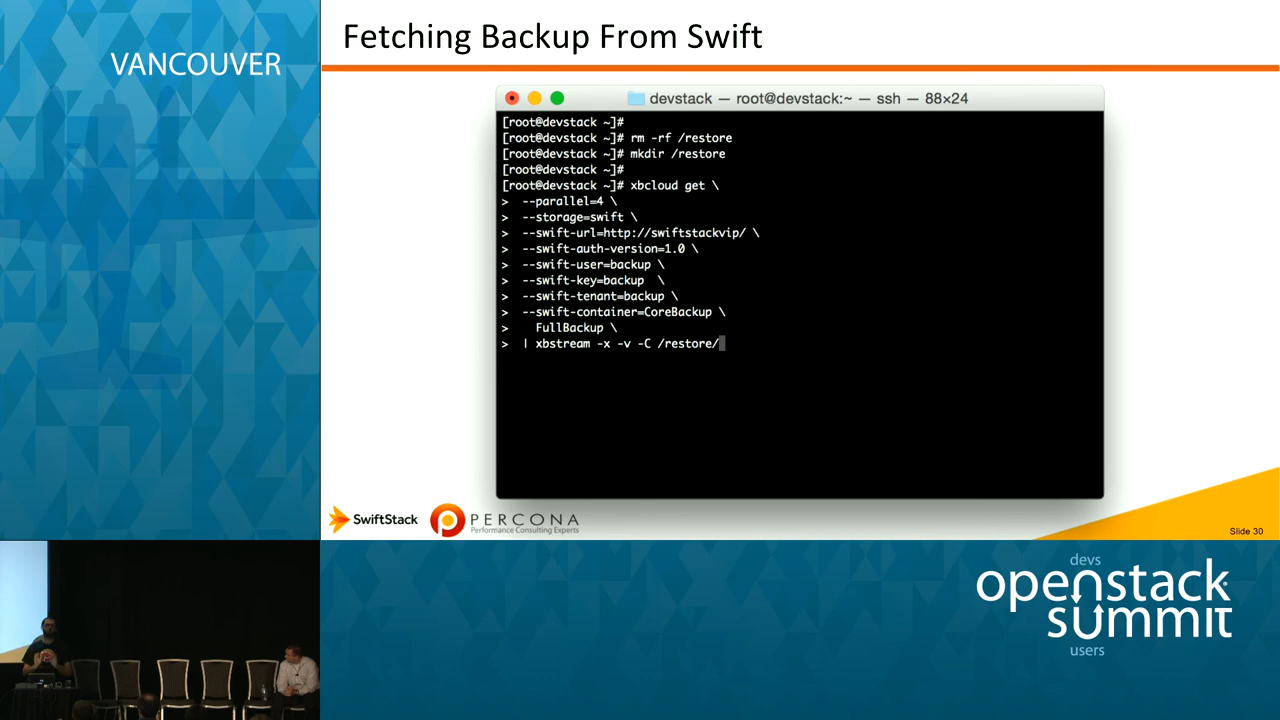 VANCOUVER
Fetching Backup From Swift
devstack — root@devstack:~ — ssh — 88×24
[root@devstack ~]#
[root@devstack ~]# rm -rf /restore
[root@devstack ~]# mkdir /restore
[root@devstack ~]#
[root@devstack ~]# xbcloud get \
> --parallel=4 \
> --storage=swift \
> --swift-url=http://swiftstackvip/ \
> --swift-auth-version=1.0 \
> --swift-user=backup \
> --swift-key=backup \
> --swift-tenant=backup \
> --swift-container=CoreBackup \
> FullBackup \
> | xbstream -x -v -C /restore/
SwiftStack
PERCONA
Performance Consulting Experts
Slide 30
devs
openstack
summit
users